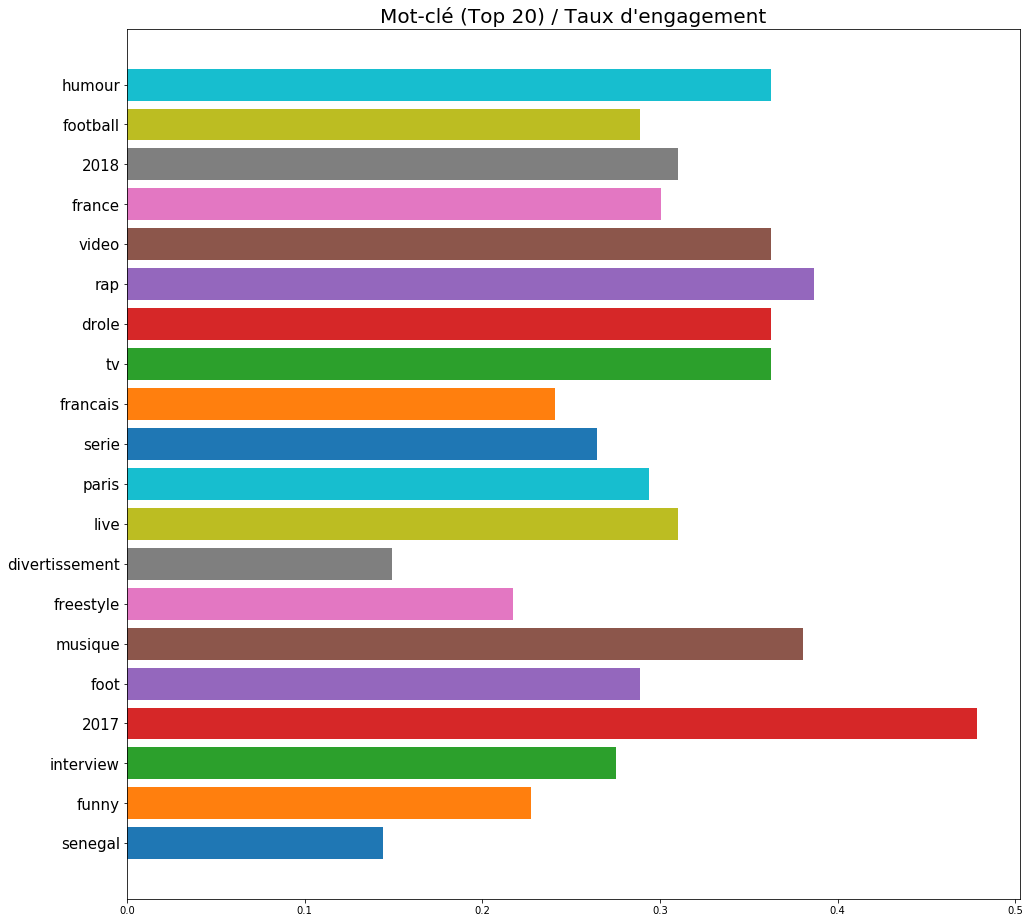 Mot-clé (Top 20) / Taux d'engagement
humour
football
2018
france
video
rap
drole
tv
francais
serie
paris
live
divertissement
freestyle
musique
foot
2017
interview
funny
senegal
0.0 0.1 0.2 0.3 0.4 0.5